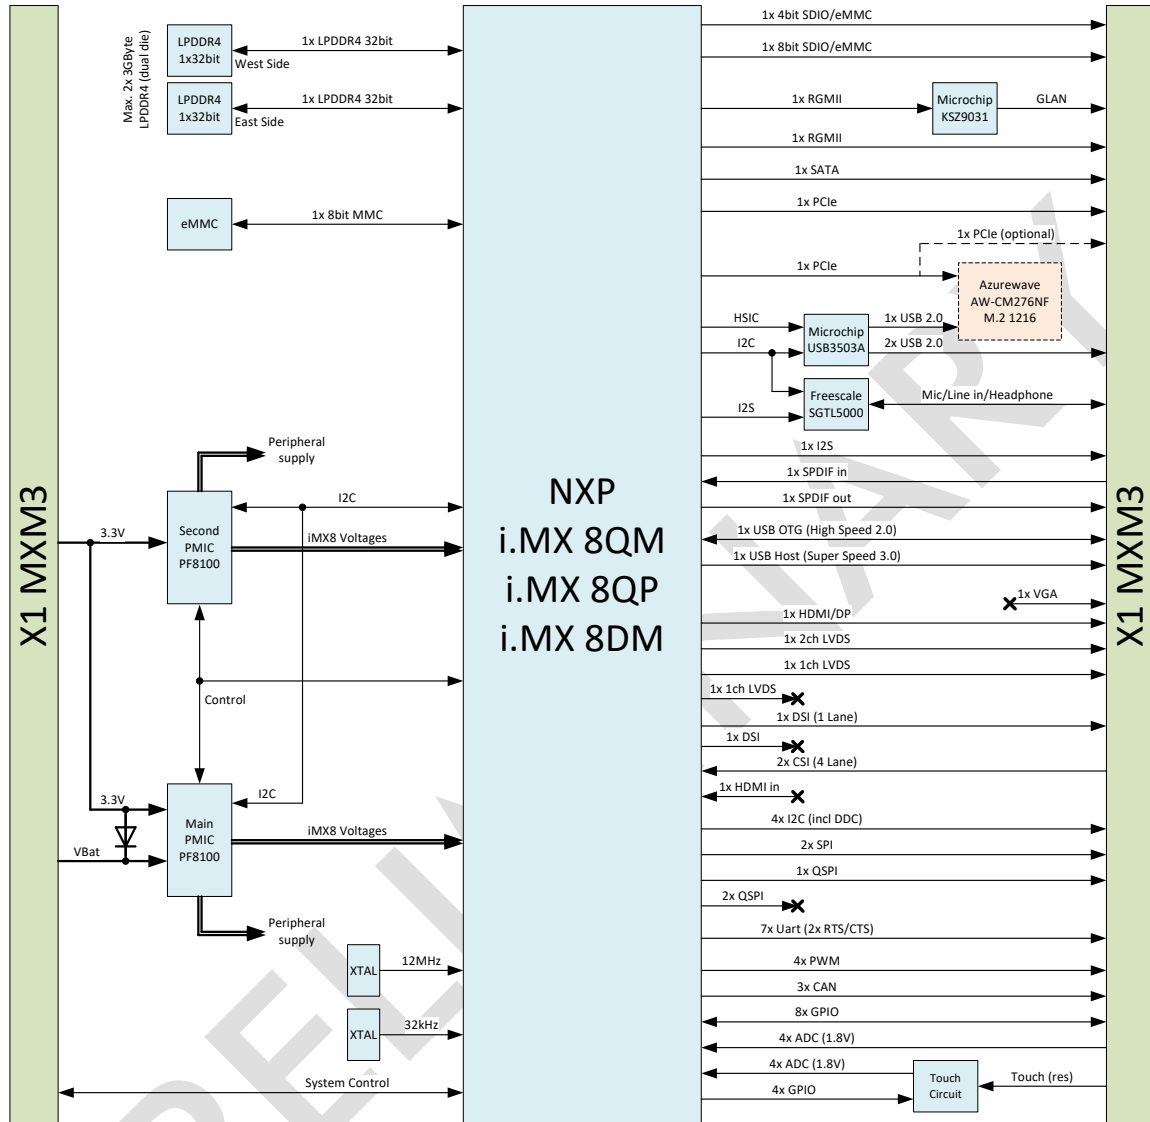 X1 MXM3
Max. 2x 3GByte
LPDDR4 (dual die)
LPDDR4
1x32bit
1x LPDDR4 32bit
West Side
LPDDR4
1x32bit
1x LPDDR4 32bit
East Side
eMMC
1x 8bit MMC
Peripheral
supply
3.3V
Second
PMIC
PF8100
I2C
iMX8 Voltages
Control
3.3V
VBat
Main
PMIC
PF8100
I2C
iMX8 Voltages
Peripheral
supply
XTAL
12MHz
XTAL
32kHz
System Control
NXP
i.MX 8QM
i.MX 8QP
i.MX 8DM
1x 4bit SDIO/eMMC
1x 8bit SDIO/eMMC
1x RGMII
Microchip
KSZ9031
GLAN
1x RGMII
1x SATA
1x PCIe
1x PCIe (optional)
1x PCIe
Azurewave
AW-CM276NF
M.2 1216
HSIC
I2C
Microchip
USB3503A
1x USB 2.0
2x USB 2.0
Freescale
SGTL5000
I2S
Mic/Line in/Headphone
1x I2S
1x SPDIF in
1x SPDIF out
1x USB OTG (High Speed 2.0)
1x USB Host (Super Speed 3.0)
1x VGA
1x HDMI/DP
1x 2ch LVDS
1x 1ch LVDS
1x 1ch LVDS
1x DSI (1 Lane)
1x DSI
2x CSI (4 Lane)
1x HDMI in
4x I2C (incl DDC)
2x SPI
1x QSPI
2x QSPI
7x Uart (2x RTS/CTS)
4x PWM
3x CAN
8x GPIO
4x ADC (1.8V)
4x ADC (1.8V)
4x GPIO
Touch
Circuit
Touch (res)
X1 MXM3